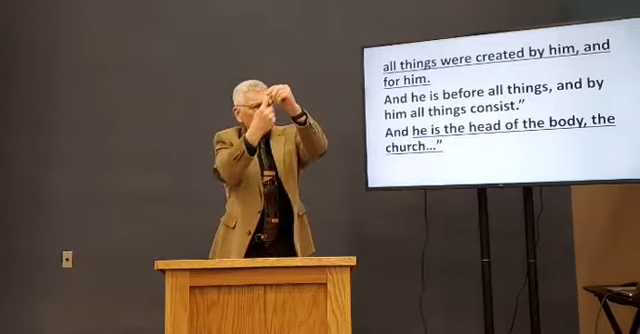 all things were created by him, and
for him.
And he is before all things, and by
him all things consist.”
And he is the head of the body, the
church...”